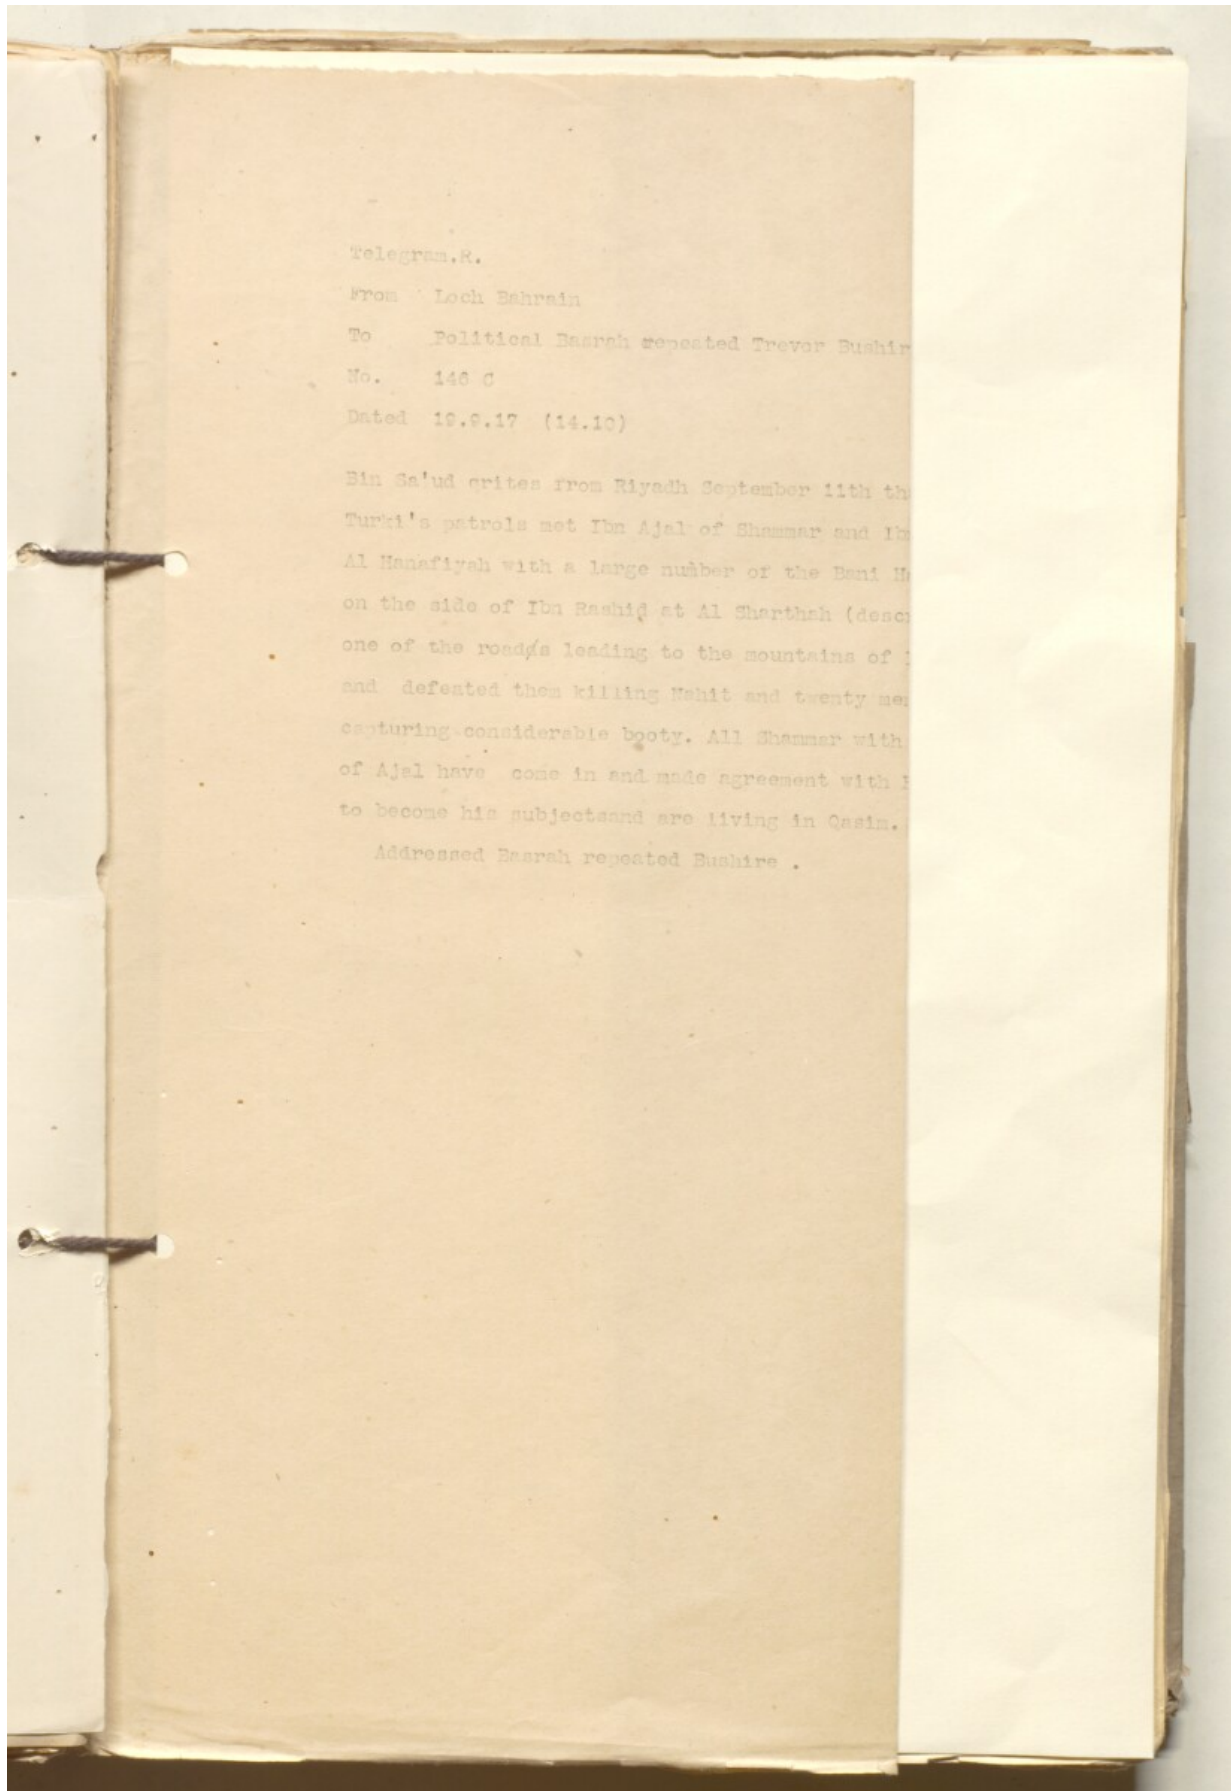 Telegram.R.
From Loch Bahrain
To Political Basrah repeated Trevor Bushir
No. 146 C
Dated 19.9.17 (14.10)
Bin Sa'ud qrites from Riyadh September 11th th
Turki's patrols met Ibn Ajal of Shammar and Ib
Al Hanafiyah with a large number of the Bani H
on the side of Ibn Rashid at Al Sharthah (desc
one of the roads leading to the mountains of
and defeated them killing Nahit and twenty me
capturing considerable booty. All Shammar with
of Ajal have come in and made agreement with
to become his subjectsand are living in Qasim.
Addressed Basrah repeated Bushire .